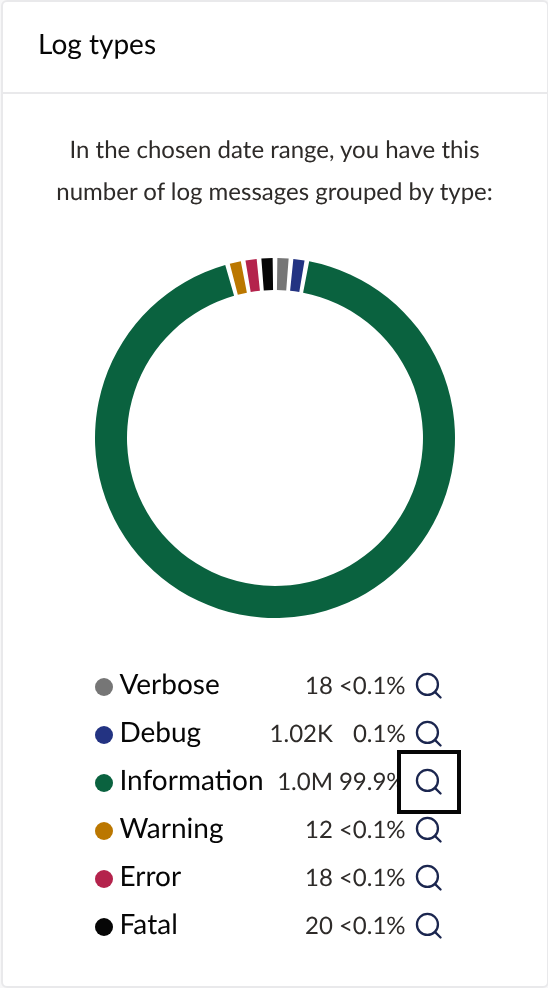 Log types
In the chosen date range, you have this
number of log messages grouped by type:
Verbose 18 <0.1%
Debug 1.02K 0.1%
Information 1.0M 99.9%
Warning 12 <0.1%
Error 18 <0.1%
Fatal 20 <0.1%